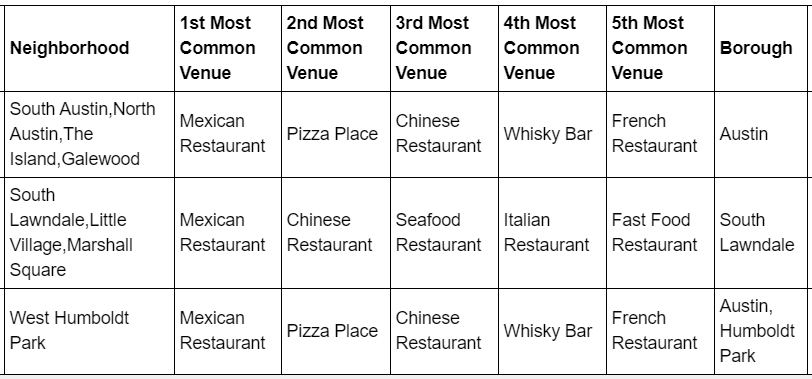 Neighborhood
1st Most
Common
Venue
2nd Most
Common
Venue
3rd Most
Common
Venue
4th Most
Common
Venue
5th Most
Common
Venue
Borough
South Austin,North
Austin,The
Island,Galewood
Mexican
Restaurant
Pizza Place
Chinese
Restaurant
Whisky Bar
French
Restaurant
Austin
South
Lawndale,Little
Village,Marshall
Square
Mexican
Restaurant
Chinese
Restaurant
Seafood
Restaurant
Italian
Restaurant
Fast Food
Restaurant
South
Lawndale
West Humboldt
Park
Mexican
Restaurant
Pizza Place
Chinese
Restaurant
Whisky Bar
French
Restaurant
Austin,
Humboldt
Park